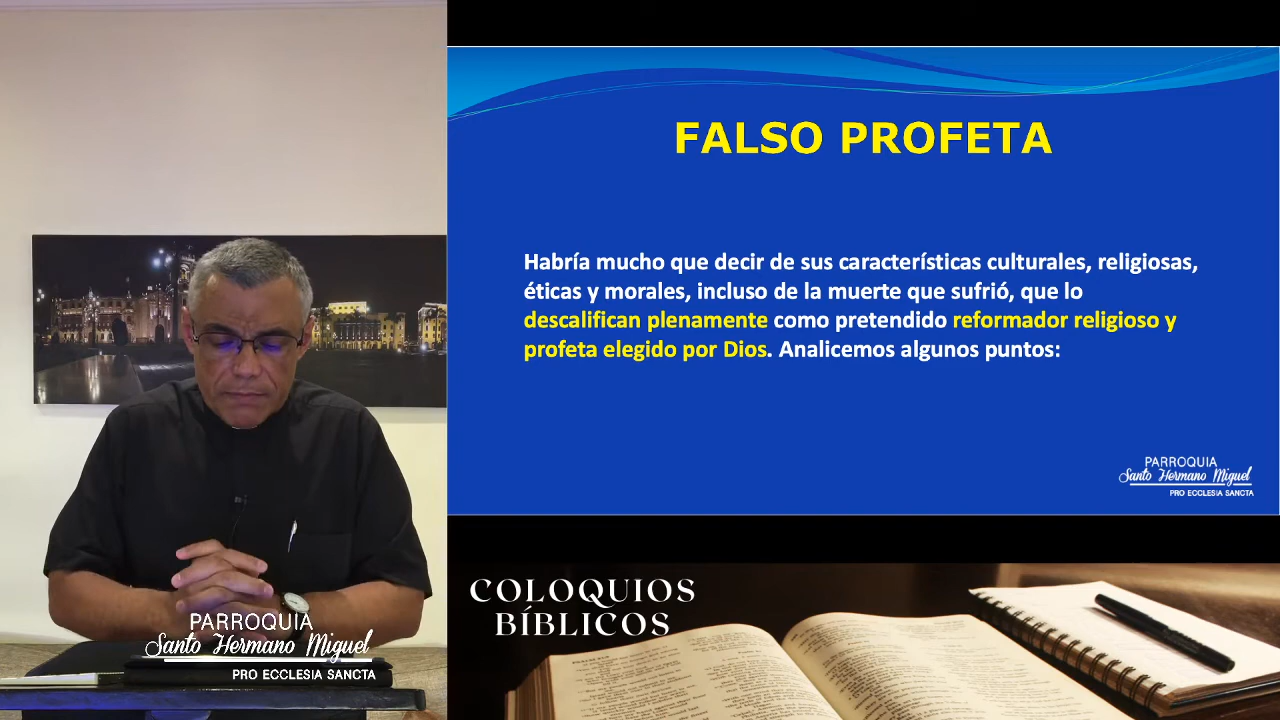 FALSO PROFETA
Habría mucho que decir de sus características culturales, religiosas,
éticas y morales, incluso de la muerte que sufrió, que lo
descalifican plenamente como pretendido reformador religioso y
profeta elegido por Dios. Analicemos algunos puntos:
PARROQUIA
Santo Hermano Miguel
PRO ECCLESIA SANCTA
COLOQUIOS
BÍBLICOS
PARROQUIA
Santo Hermano Miguel
PRO ECCLESIA SANCTA